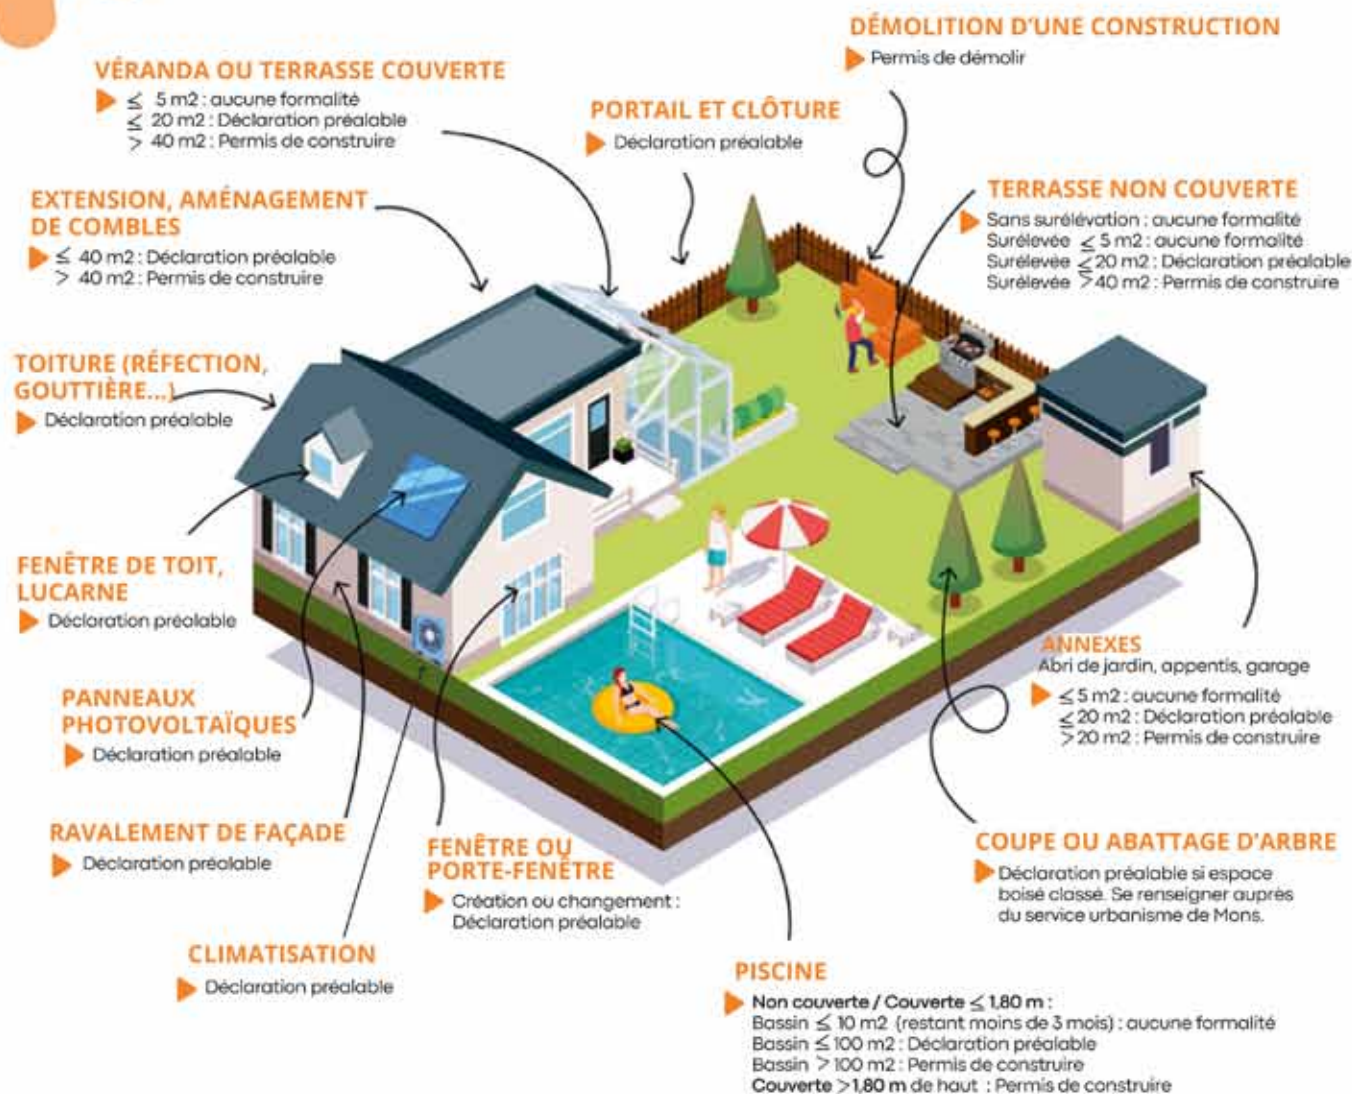 DÉMOLITION D'UNE CONSTRUCTION
Permis de démolir
VÉRANDA OU TERRASSE COUVERTE
≤ 5 m2 : aucune formalité
≤ 20 m2 : Déclaration préalable
> 40 m2 : Permis de construire
PORTAIL ET CLÔTURE
Déclaration préalable
EXTENSION, AMÉNAGEMENT
DE COMBLES
≤ 40 m2 : Déclaration préalable
> 40 m2 : Permis de construire
TERRASSE NON COUVERTE
Sans surélévation : aucune formalité
Surélevée ≤ 5 m2 : aucune formalité
Surélevée ≤ 20 m2 : Déclaration préalable
Surélevée > 40 m2 : Permis de construire
TOITURE (RÉFECTION,
GOUTTIÈRE...)
Déclaration préalable
FENÊTRE DE TOIT,
LUCARNE
Déclaration préalable
PANNEAUX
PHOTOVOLTAÏQUES
Déclaration préalable
ANNEXES
Abri de jardin, appentis, garage
≤ 5 m2 : aucune formalité
≤ 20 m2 : Déclaration préalable
> 20 m2 : Permis de construire
RAVALEMENT DE FAÇADE
Déclaration préalable
FENÊTRE OU
PORTE-FENÊTRE
Création ou changement :
Déclaration préalable
COUPE OU ABATTAGE D'ARBRE
Déclaration préalable si espace
boisé classé. Se renseigner auprès
du service urbanisme de Mons.
CLIMATISATION
Déclaration préalable
PISCINE
Non couverte / Couverte ≤ 1,80 m :
Bassin ≤ 10 m2 (restant moins de 3 mois) : aucune formalité
Bassin ≤ 100 m2 : Déclaration préalable
Bassin > 100 m2 : Permis de construire
Couverte > 1,80 m de haut : Permis de construire